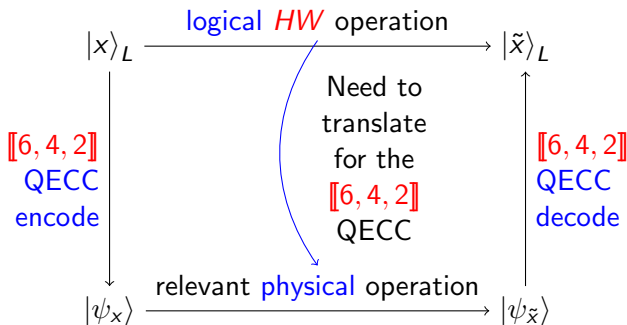 logical HW operation
|x⟩_L
|x̃⟩_L
Need to
translate
for the
⟦6, 4, 2⟧
QECC
⟦6, 4, 2⟧
QECC
encode
⟦6, 4, 2⟧
QECC
decode
relevant physical operation
|ψ_x⟩
|ψ_x̃⟩